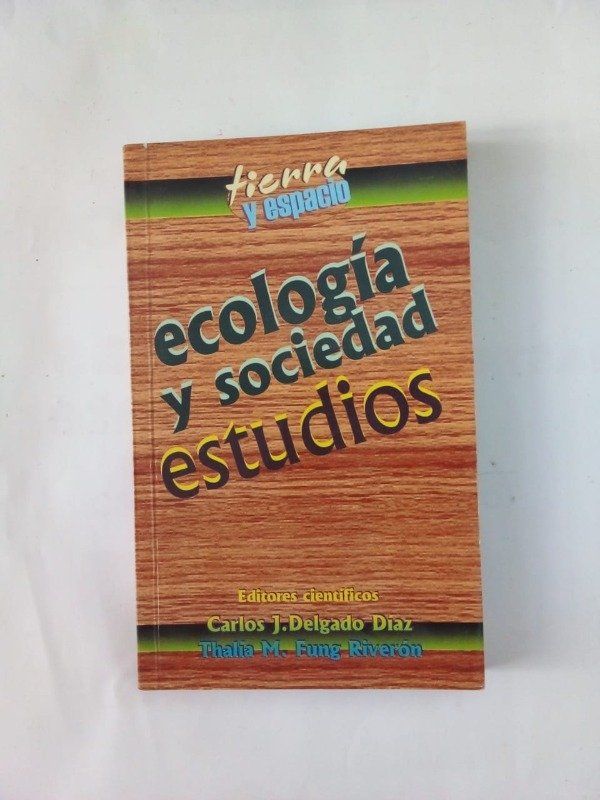 tierra
y espacio
ecología
y sociedad
estudios
Editores científicos
Carlos J. Delgado Díaz
Thalía M. Fung Riverón